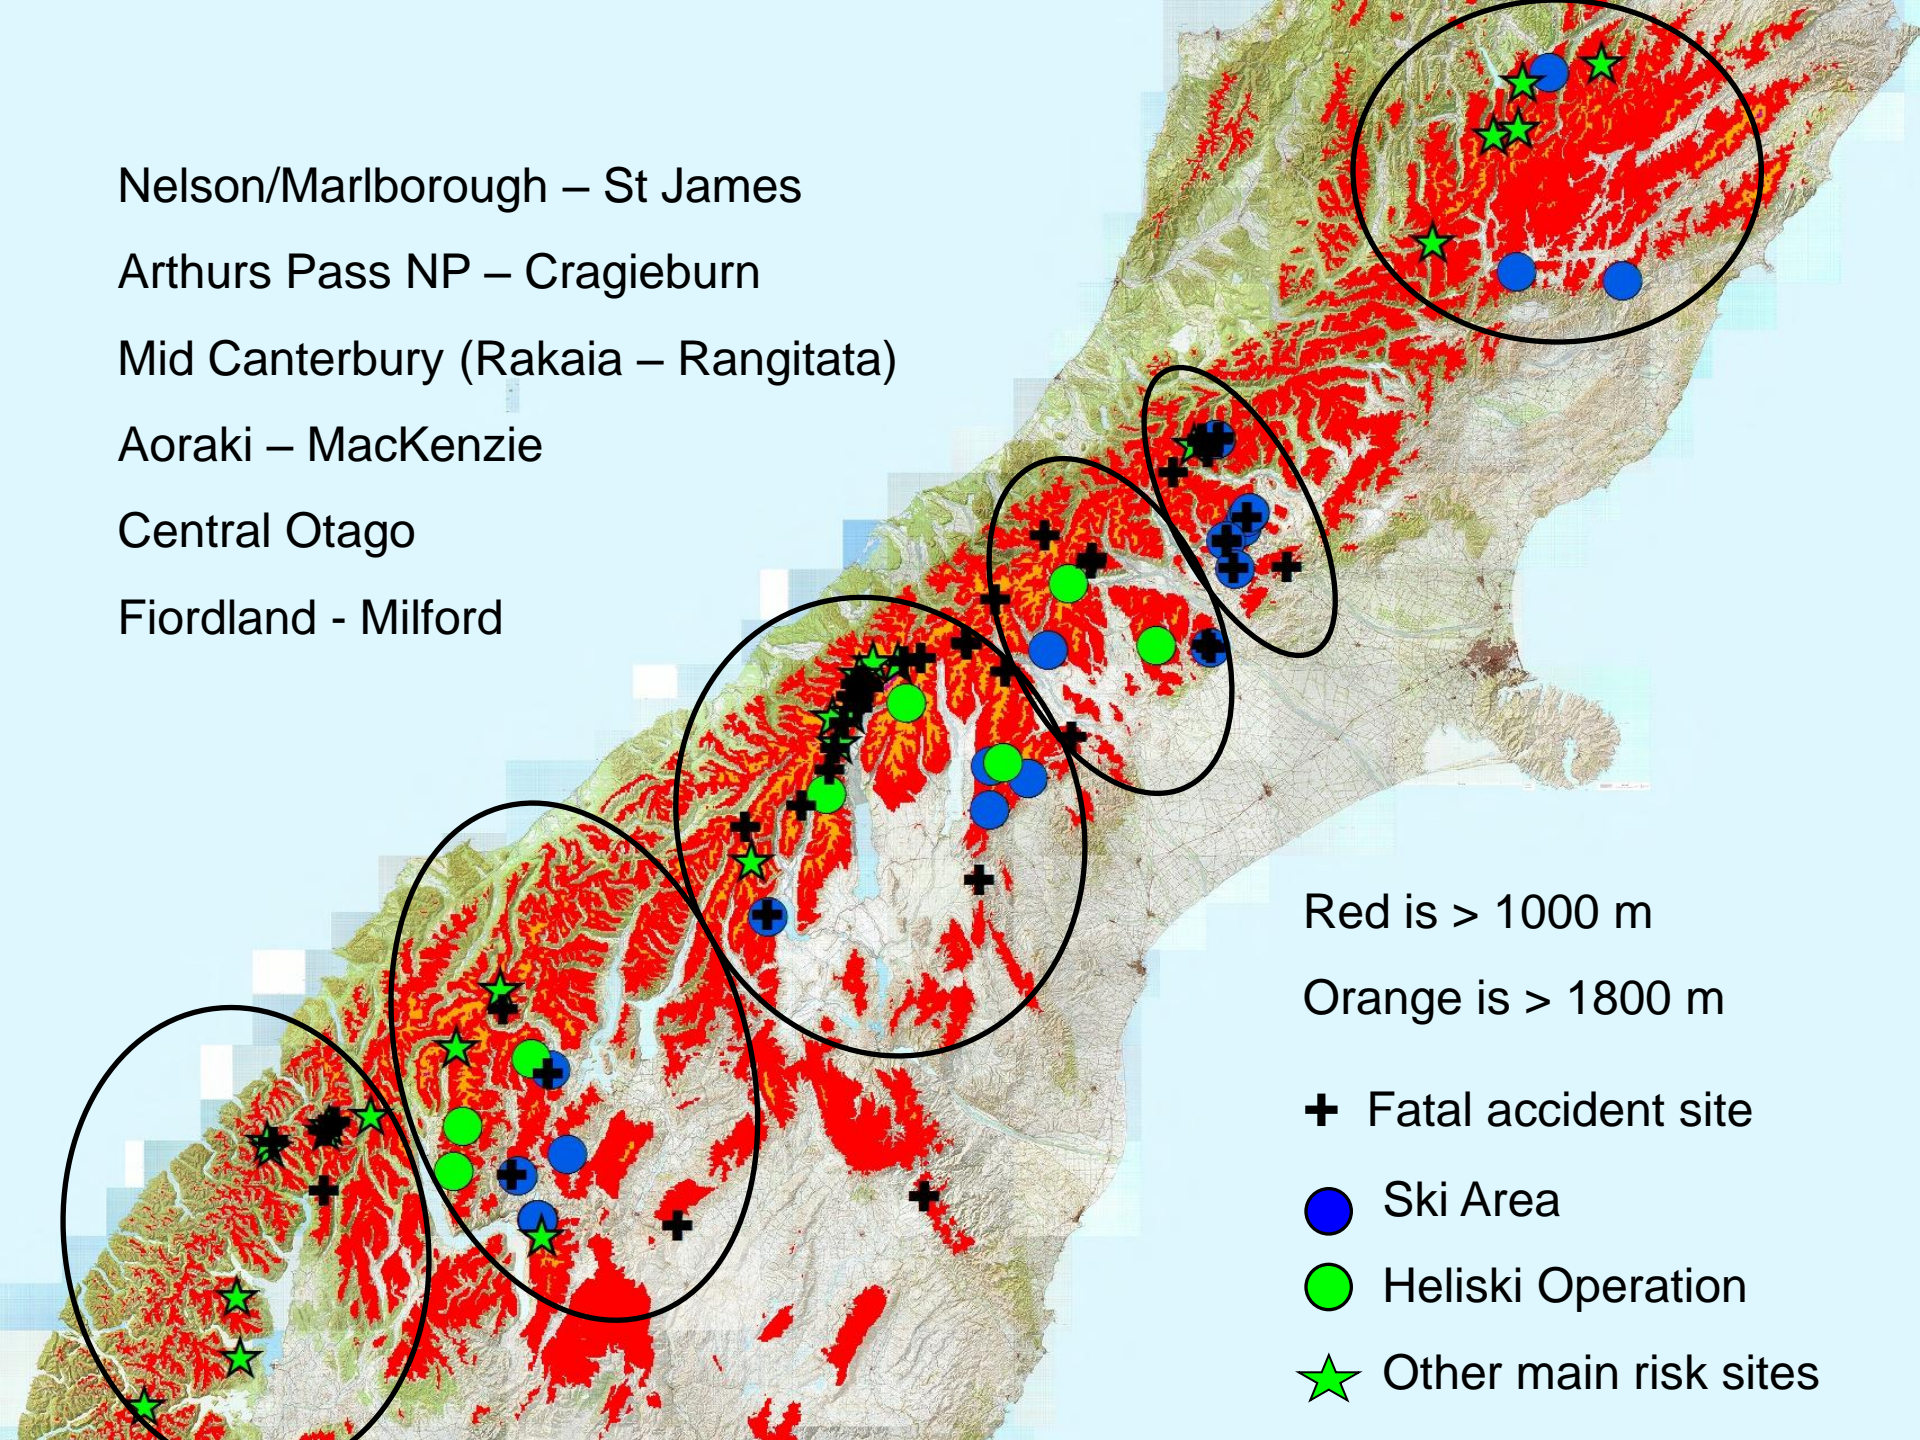 Nelson/Marlborough – St James
Arthurs Pass NP – Cragieburn
Mid Canterbury (Rakaia – Rangitata)
Aoraki – MacKenzie
Central Otago
Fiordland - Milford
Red is > 1000 m
Orange is > 1800 m
Fatal accident site
Ski Area
Heliski Operation
Other main risk sites